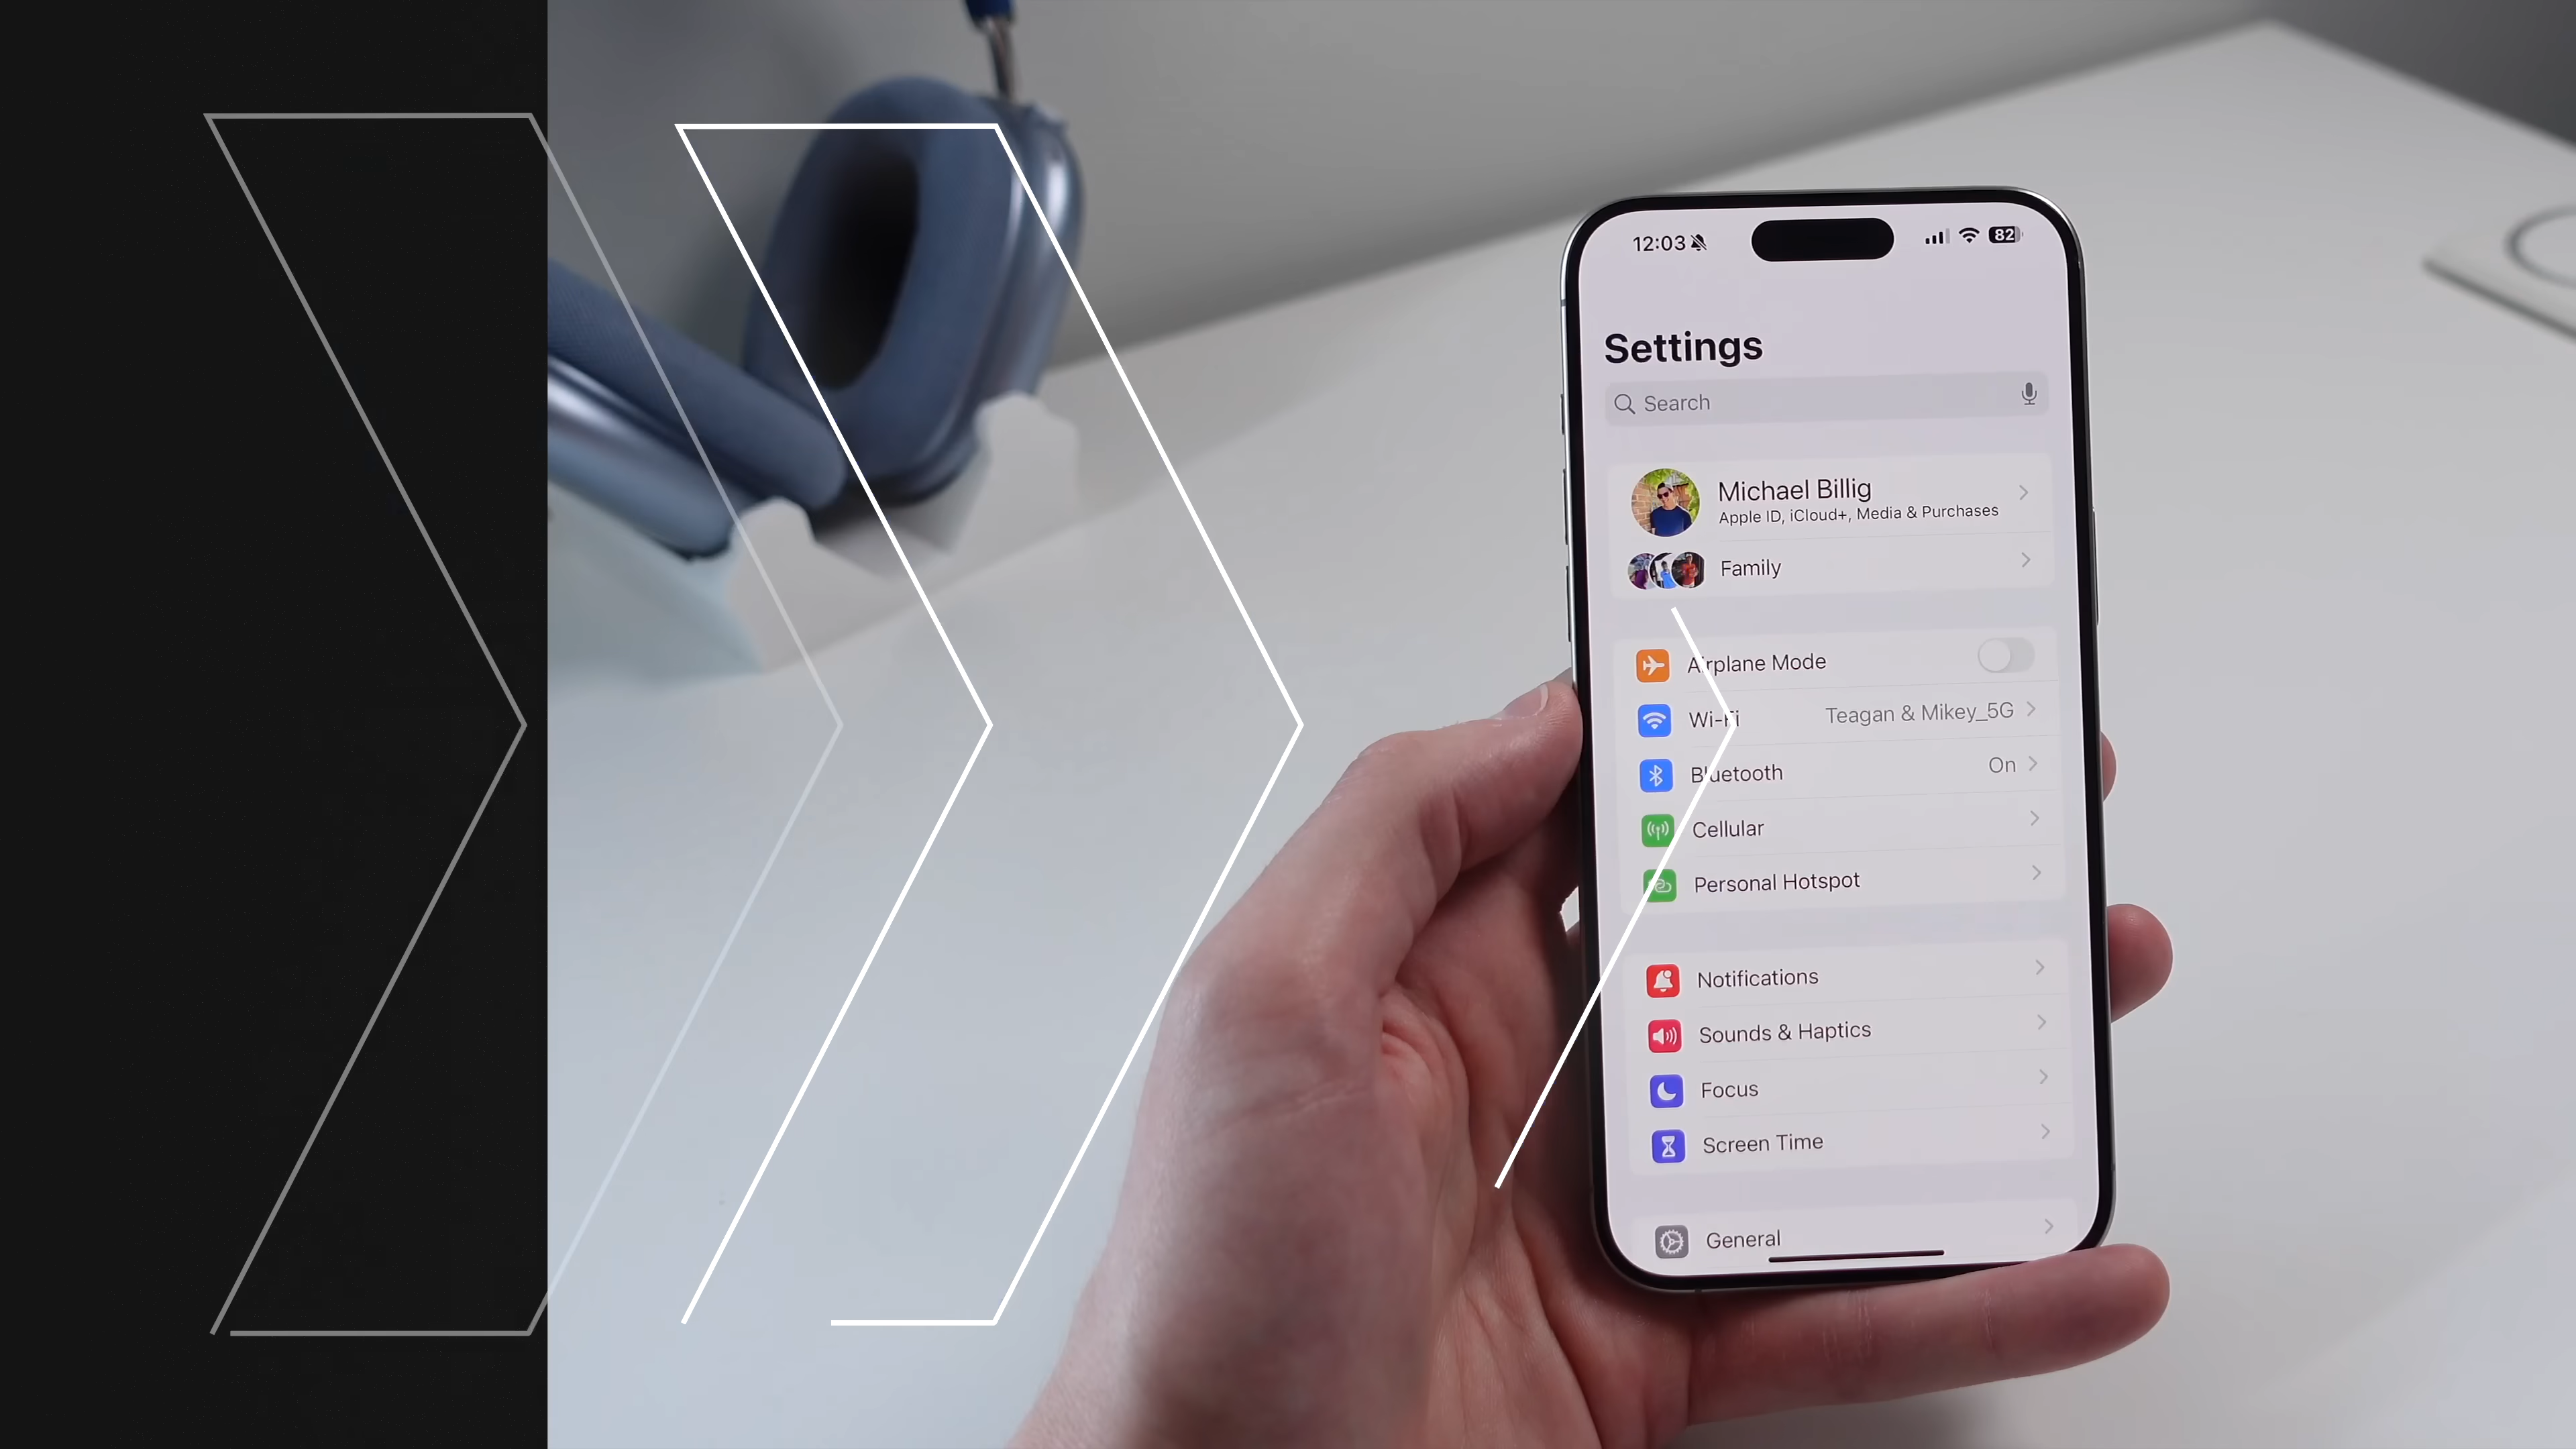 12:03
82
Settings
Search
Michael Billig
Apple ID, iCloud+, Media & Purchases
Family
Airplane Mode
Wi-Fi Teagan & Mikey_5G
Bluetooth On
Cellular
Personal Hotspot
Notifications
Sounds & Haptics
Focus
Screen Time
General